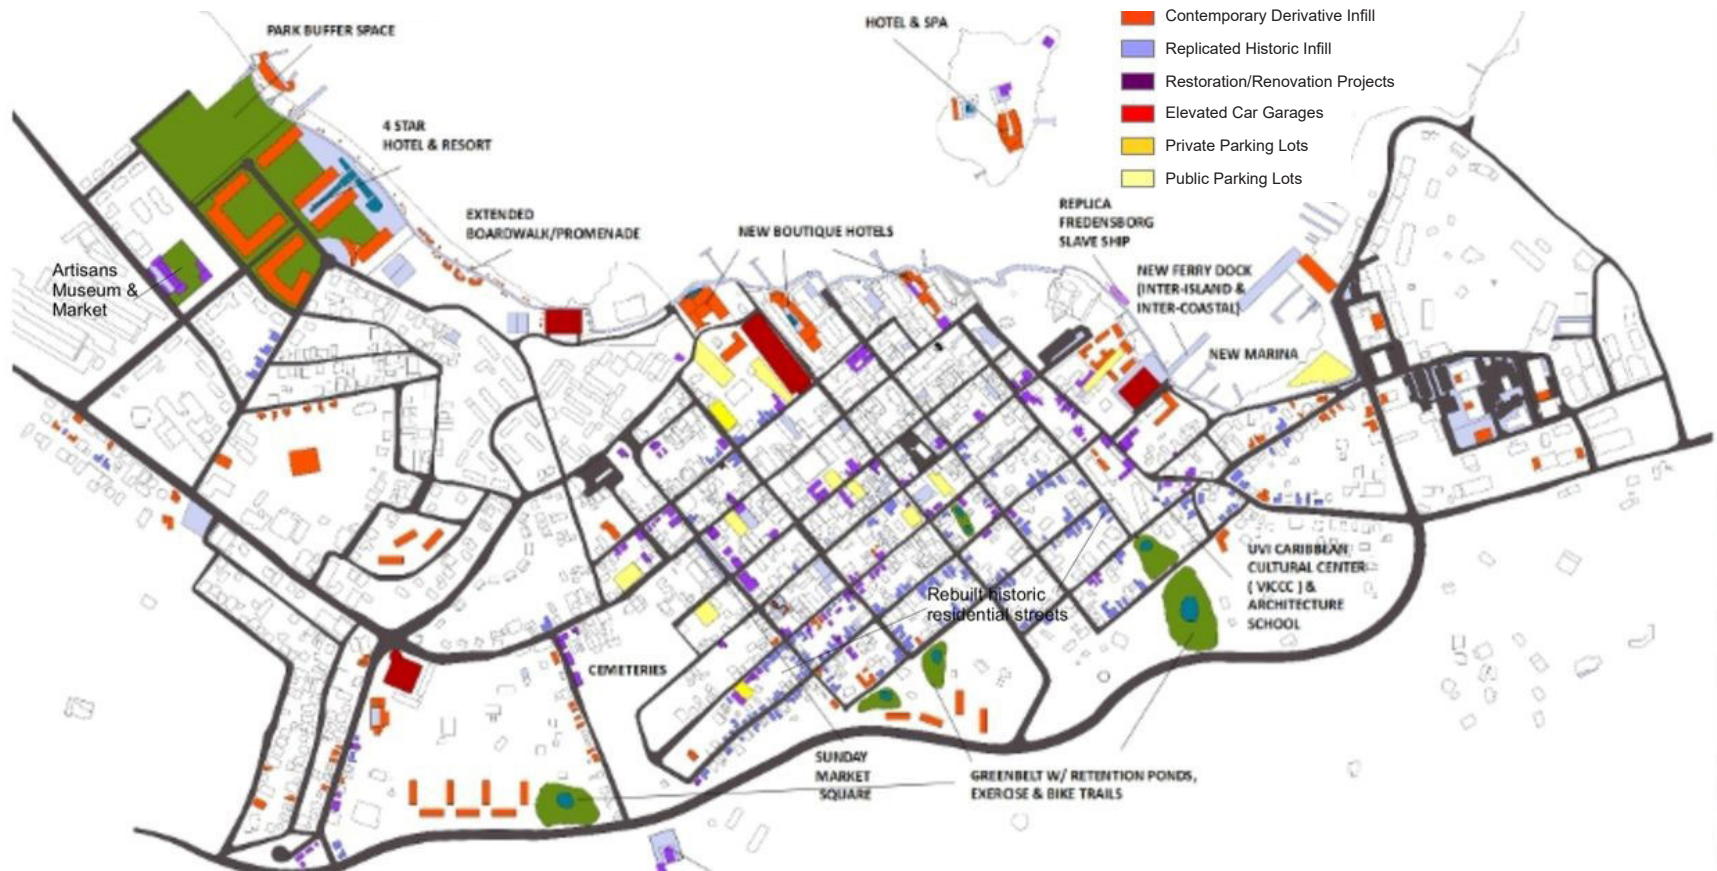 PARK BUFFER SPACE
HOTEL & SPA
Contemporary Derivative Infill
Replicated Historic Infill
Restoration/Renovation Projects
Elevated Car Garages
Private Parking Lots
Public Parking Lots
4 STAR
HOTEL & RESORT
EXTENDED
BOARDWALK/PROMENADE
NEW BOUTIQUE HOTELS
REPLICA
FREDENSBORG
SLAVE SHIP
NEW FERRY DOCK
(INTER-ISLAND &
INTER-COASTAL)
NEW MARINA
Artisans
Museum &
Market
UVI CARIBBEAN
CULTURAL CENTER
( VICCC ) &
ARCHITECTURE
SCHOOL
Rebuilt historic
residential streets
CEMETERIES
SUNDAY
MARKET
SQUARE
GREENBELT W/ RETENTION PONDS,
EXERCISE & BIKE TRAILS